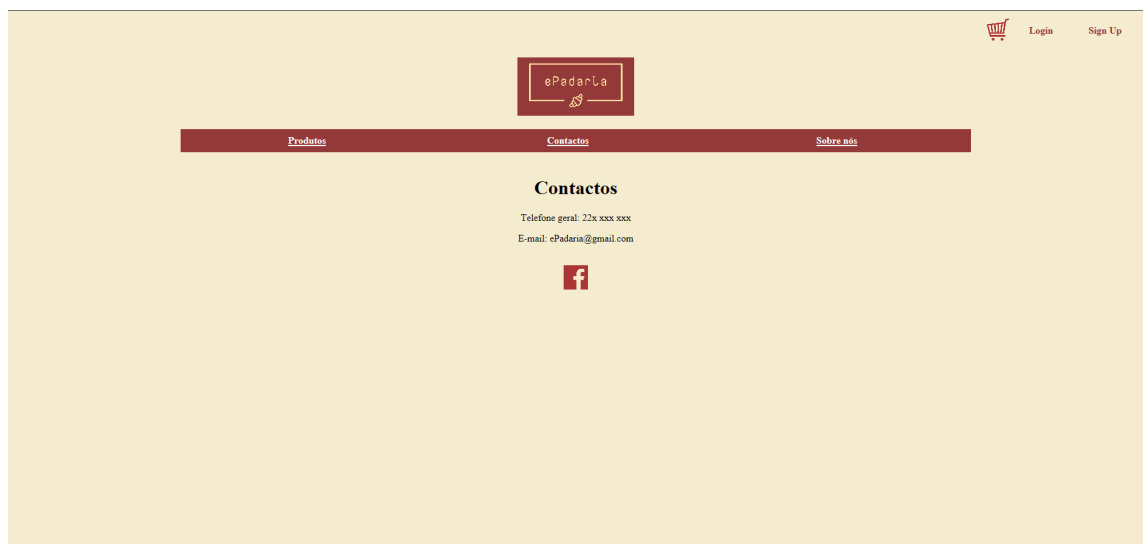 Login Sign Up
ePadaria
Produtos Contactos Sobre nós
Contactos
Telefone geral: 22x xxx xxx
E-mail: ePadaria@gmail.com